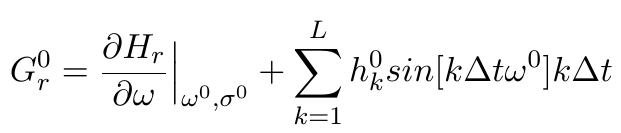 $G_r^0 = \frac{\partial H_r}{\partial \omega}\Big|_{\omega^0,\sigma^0} + \sum_{k=1}^{L} h_k^0 sin[k\Delta t\omega^0]k\Delta t$